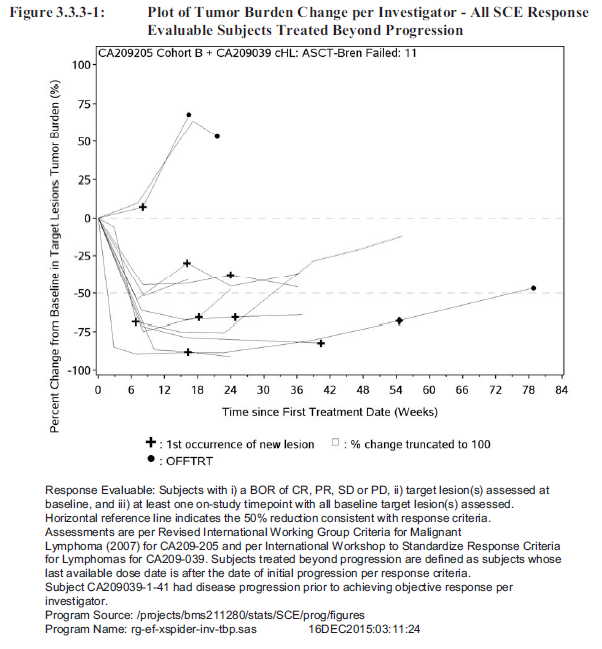 Figure 3.3.3-1: Plot of Tumor Burden Change per Investigator - All SCE Response
Evaluable Subjects Treated Beyond Progression
CA209205 Cohort B + CA209039 cHL: ASCT-Bren Failed: 11
Percent Change from Baseline in Target Lesions Tumor Burden (%)
100
75
50
25
0
-25
-50
-75
-100
0 6 12 18 24 30 36 42 48 54 60 66 72 78 84
Time since First Treatment Date (Weeks)
✚ : 1st occurrence of new lesion □ : % change truncated to 100
● : OFFTRT
Response Evaluable: Subjects with i) a BOR of CR, PR, SD or PD, ii) target lesion(s) assessed at
baseline, and iii) at least one on-study timepoint with all baseline target lesion(s) assessed.
Horizontal reference line indicates the 50% reduction consistent with response criteria.
Assessments are per Revised International Working Group Criteria for Malignant
Lymphoma (2007) for CA209-205 and per International Workshop to Standardize Response Criteria
for Lymphomas for CA209-039. Subjects treated beyond progression are defined as subjects whose
last available dose date is after the date of initial progression per response criteria.
Subject CA209039-1-41 had disease progression prior to achieving objective response per
investigator.
Program Source: /projects/bms211280/stats/SCE/prog/figures
Program Name: rg-ef-xspider-inv-tbp.sas 16DEC2015:03:11:24